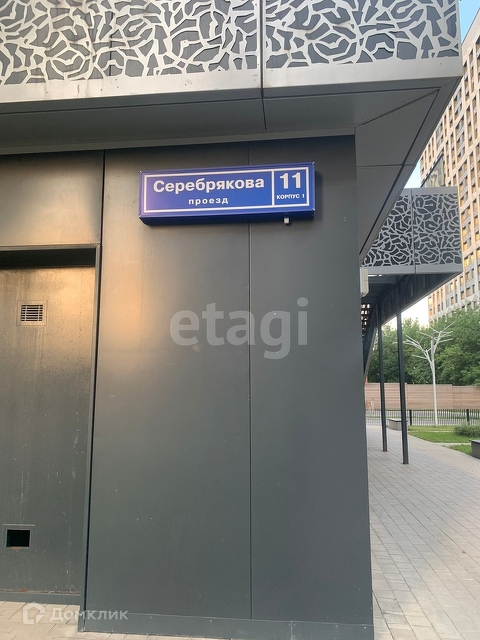 Серебрякова
проезд
11
КОРПУС 1
etagi
Домклик